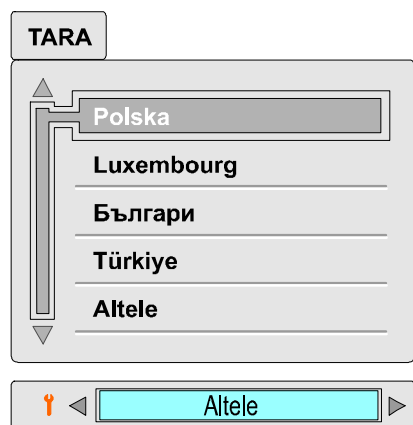 TARA
Polska
Luxembourg
Българи
Türkiye
Altele
Altele